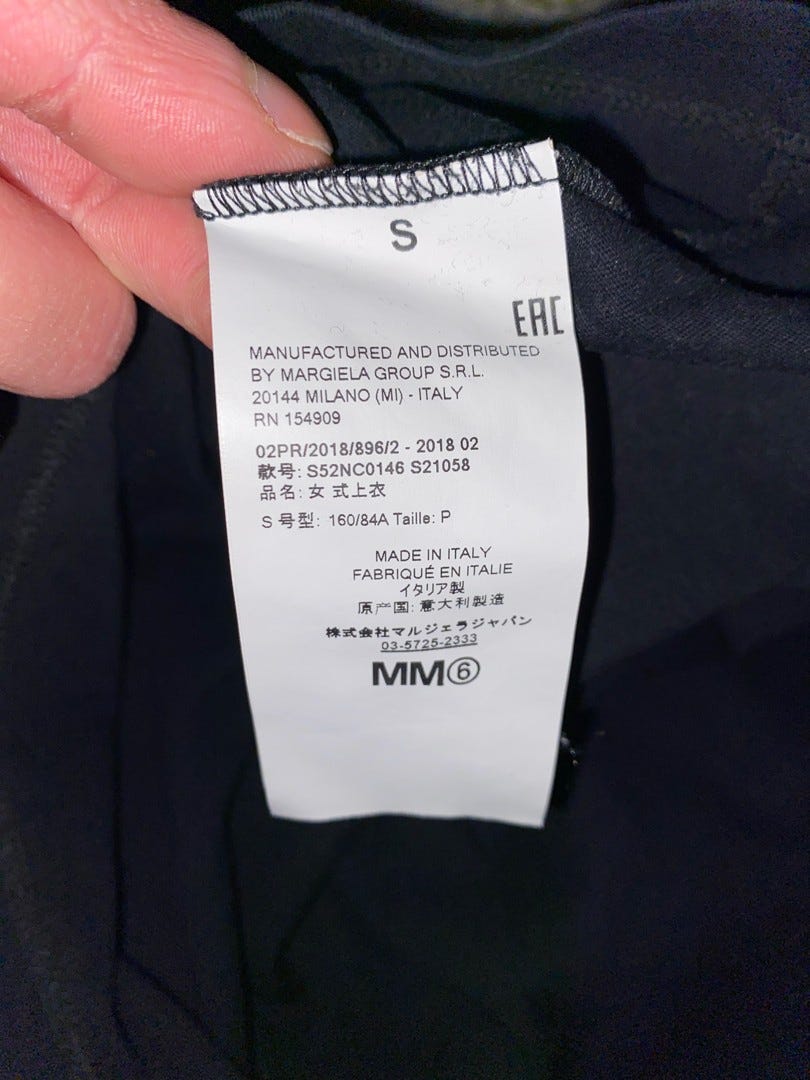 S
EAC
MANUFACTURED AND DISTRIBUTED
BY MARGIELA GROUP S.R.L.
20144 MILANO (MI) - ITALY
RN 154909
02PR/2018/896/2 - 2018 02
款号: S52NC0146 S21058
品名: 女 式上衣
S 号型: 160/84A Taille: P
MADE IN ITALY
FABRIQUÉ EN ITALIE
イタリア製
原产国: 意大利製造
株式会社マルジェラジャパン
03-5725-2333
MM⑥